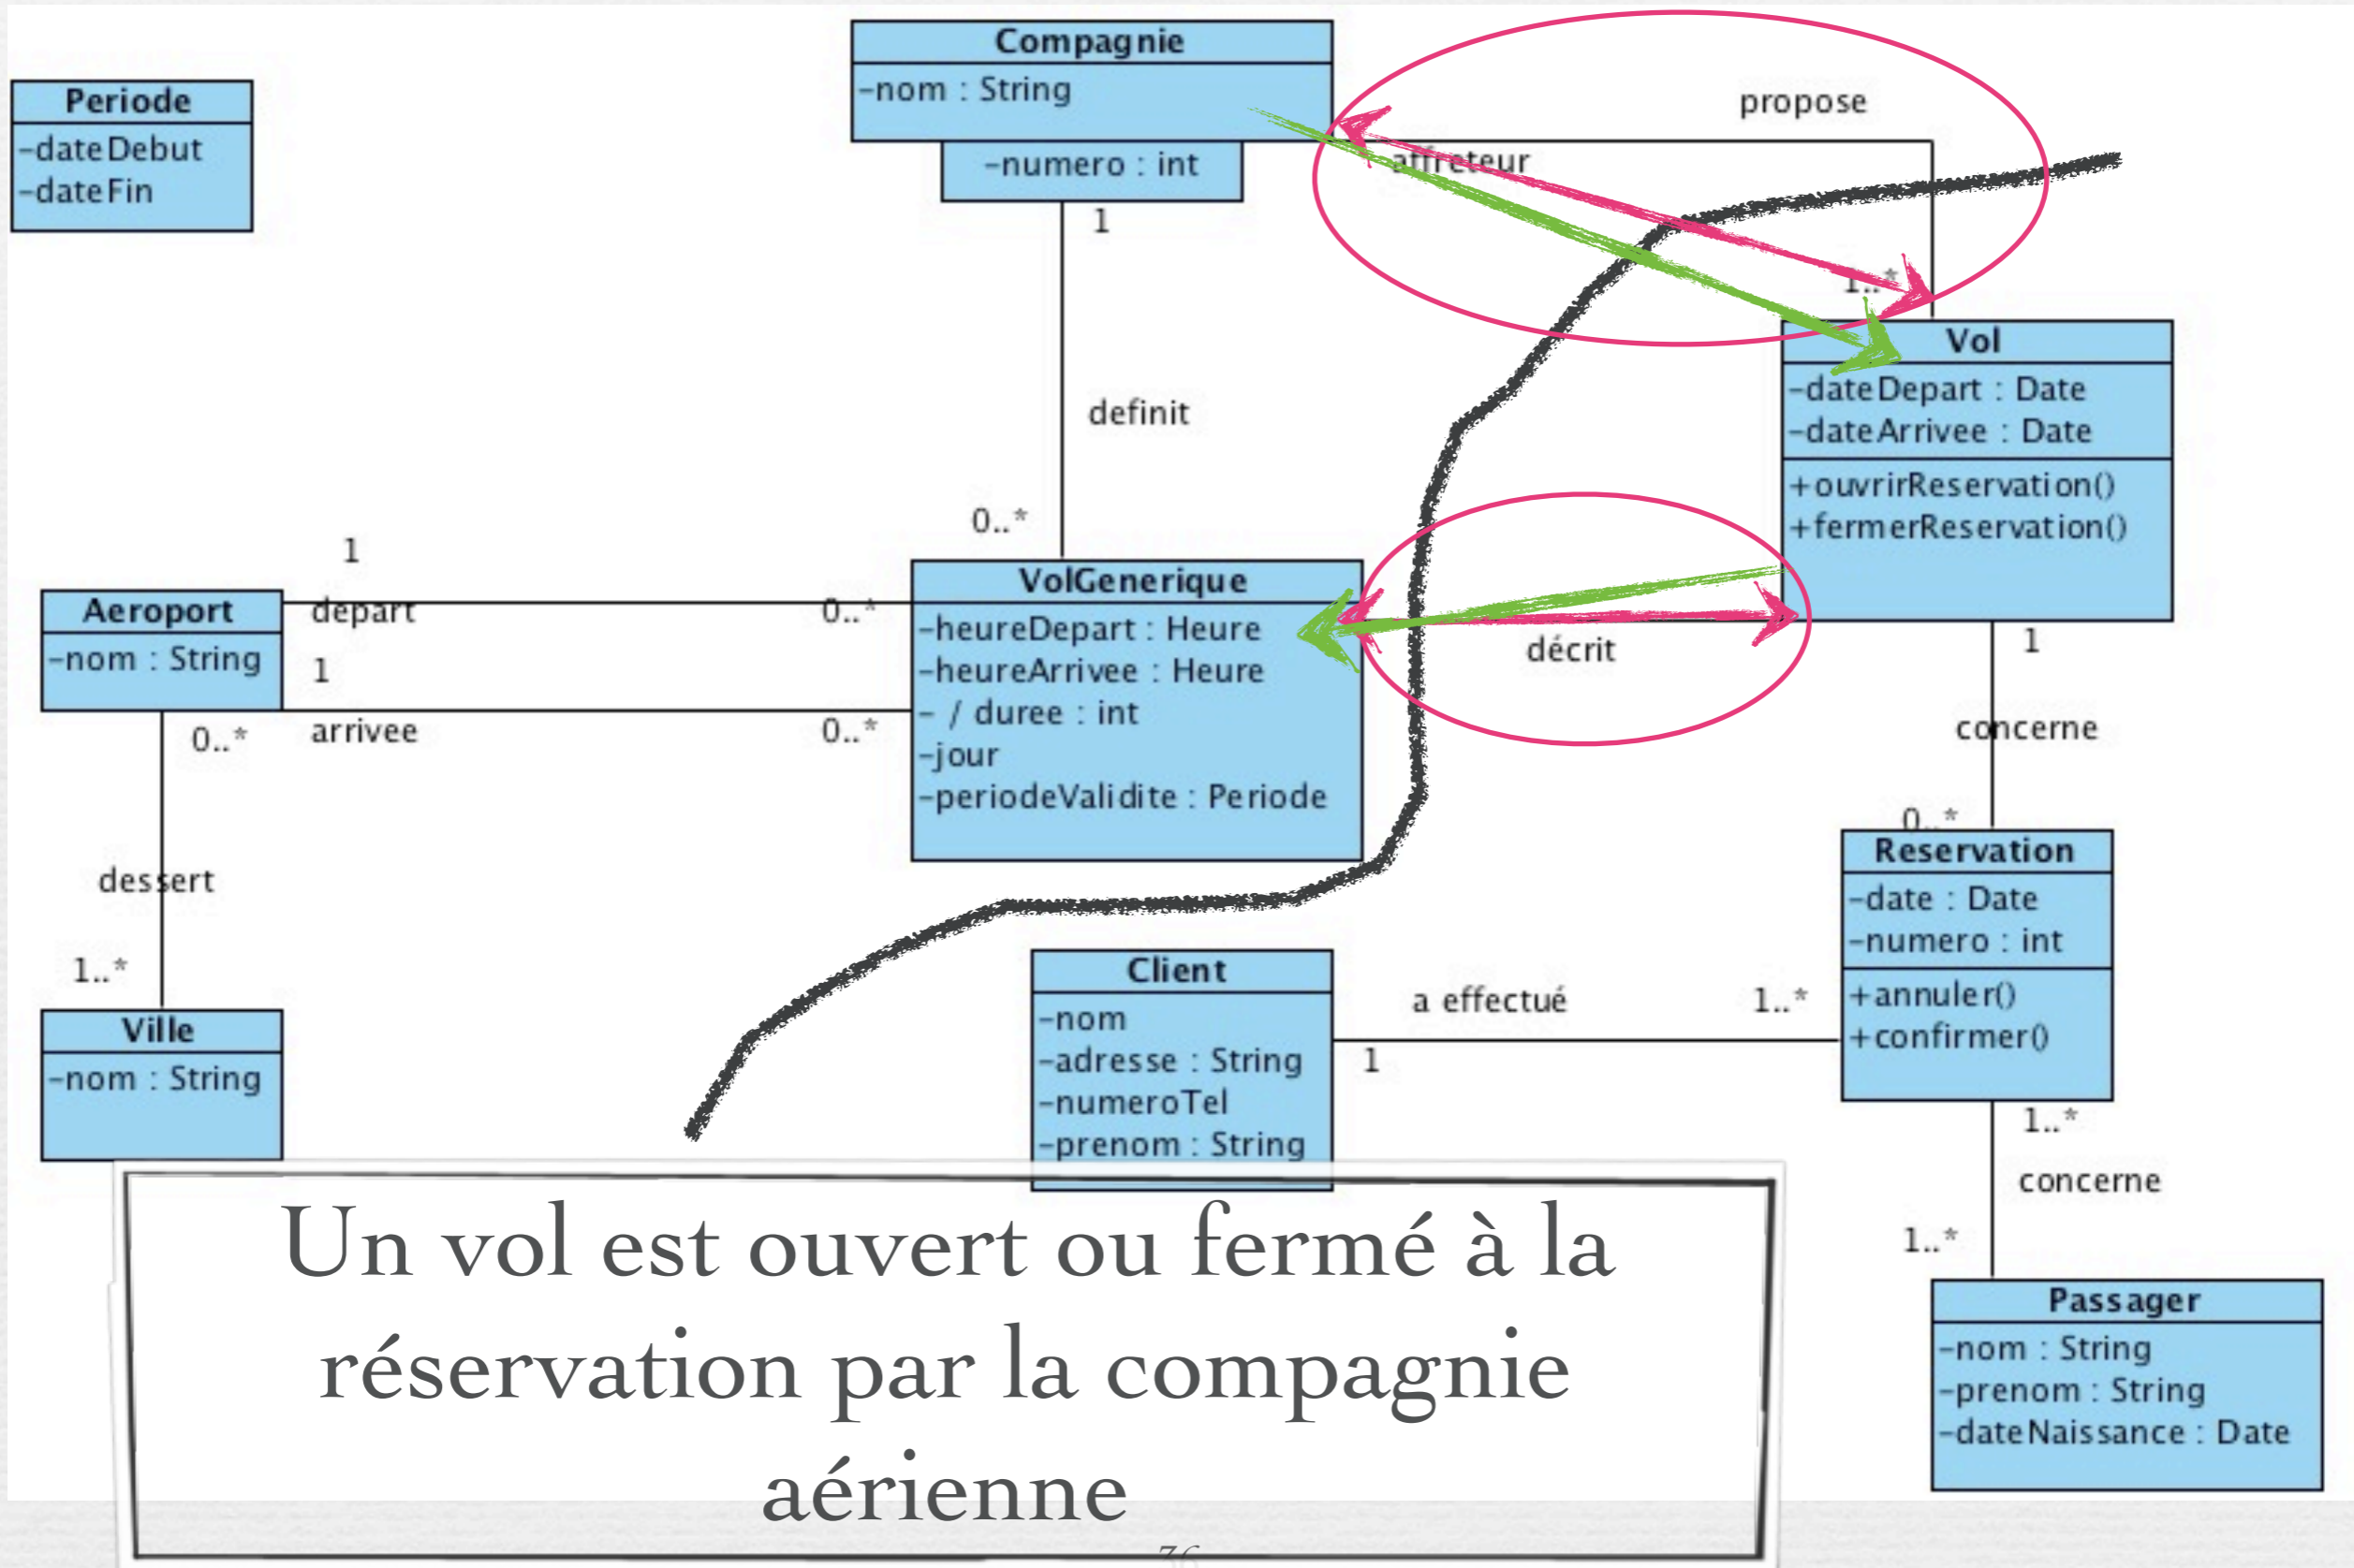 Compagnie
-nom : String
-numero : int
propose
affreteur
Periode
-dateDebut
-dateFin
1
1..*
Vol
-dateDepart : Date
-dateArrivee : Date
+ouvrirReservation()
+fermerReservation()
definit
0..*
1
depart
0..*
Aeroport
-nom : String
1
arrivee
0..*
0..*
VolGenerique
-heureDepart : Heure
-heureArrivee : Heure
- / duree : int
-jour
-periodeValidite : Periode
décrit
1
concerne
0..*
dessert
1..*
Ville
-nom : String
Reservation
-date : Date
-numero : int
+annuler()
+confirmer()
Client
-nom
-adresse : String
-numeroTel
-prenom : String
a effectué
1..*
1
1..*
concerne
1..*
Passager
-nom : String
-prenom : String
-dateNaissance : Date
Un vol est ouvert ou fermé à la
réservation par la compagnie
aérienne